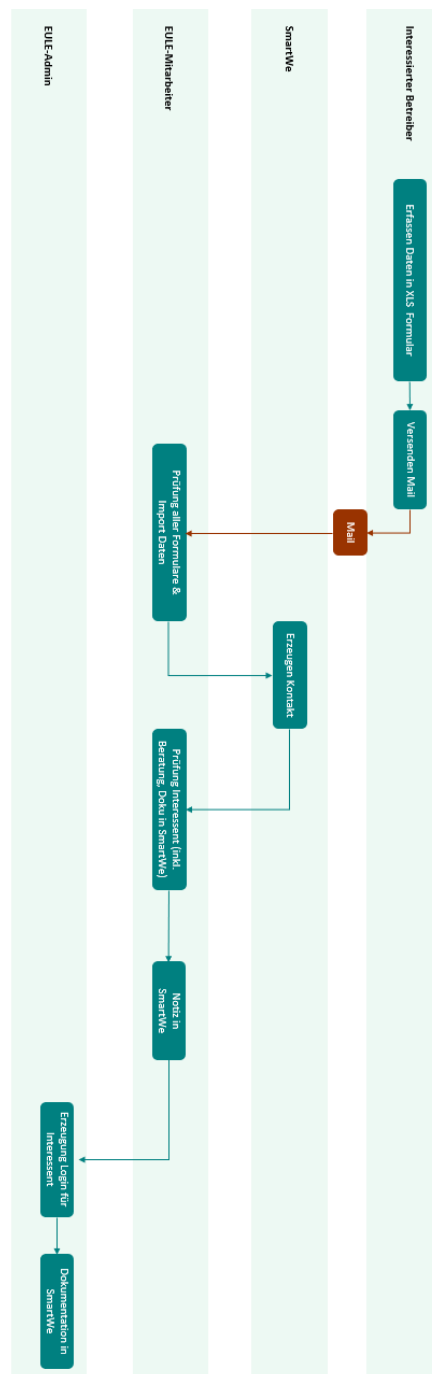 Interessierter Betreiber
Erfassen Daten in XLS Formular
Versenden Mail
Mail
SmartWe
Erzeugen Kontakt
EULE-Mitarbeiter
Prüfung aller Formulare &
Import Daten
Prüfung Interessent (inkl.
Beratung, Doku in SmartWe)
Notiz in
SmartWe
EULE-Admin
Erzeugung Login für
Interessent
Dokumentation in
SmartWe